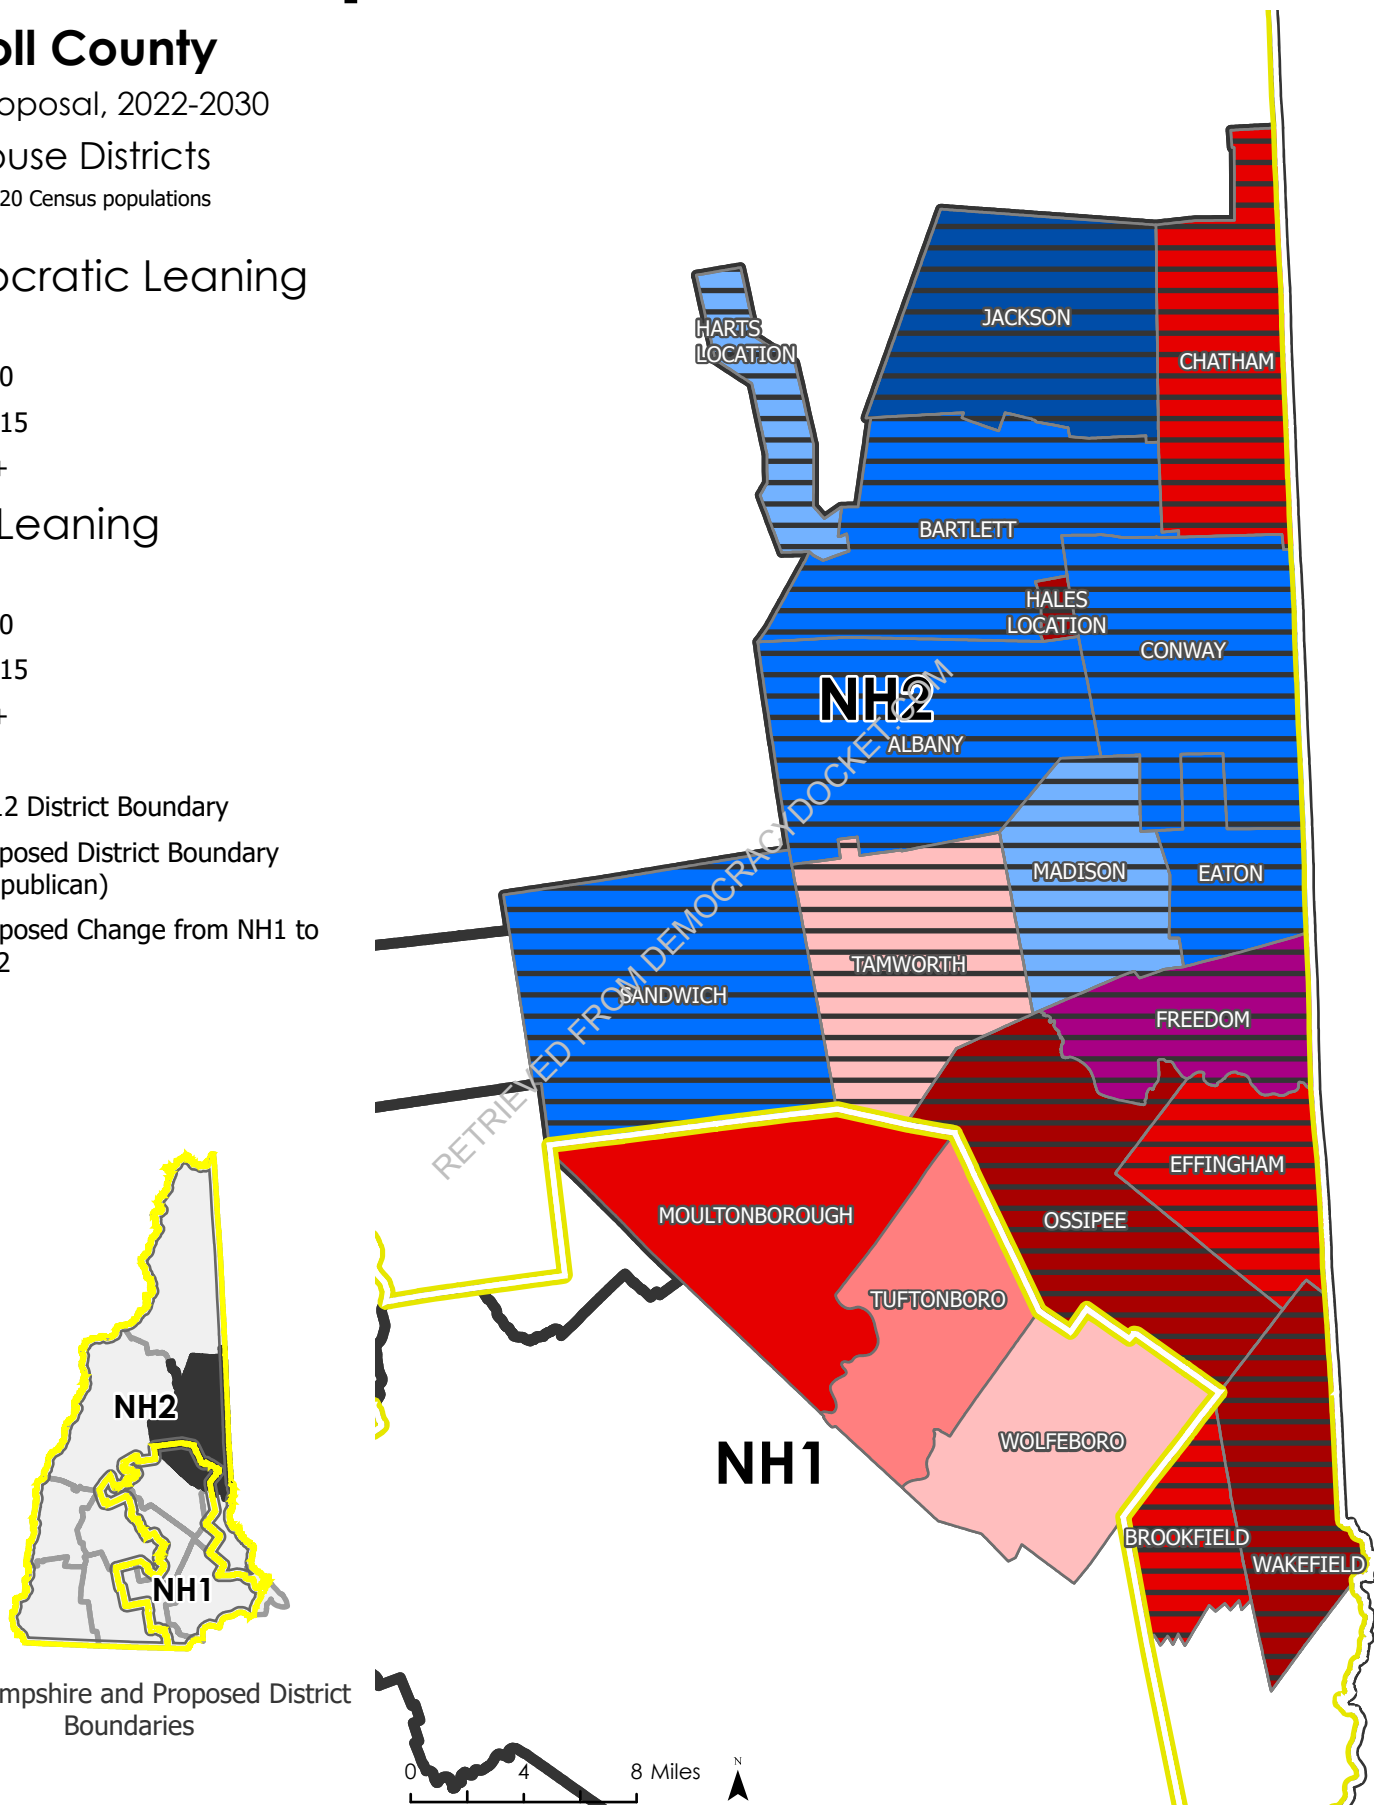 oll County
oposal, 2022-2030
ouse Districts
20 Census populations
ocratic Leaning
0
15
+
Leaning
0
15
+
12 District Boundary
posed District Boundary
publican)
posed Change from NH1 to
2
HARTS
LOCATION
JACKSON
CHATHAM
BARTLETT
HALES
LOCATION
CONWAY
NH2
ALBANY
MADISON
EATON
TAMWORTH
SANDWICH
FREEDOM
RETRIEVED FROM DEMOCRACYDOCKET.COM
EFFINGHAM
MOULTONBOROUGH
OSSIPEE
TUFTONBORO
WOLFEBORO
NH1
BROOKFIELD
WAKEFIELD
NH2
NH1
mpshire and Proposed District
Boundaries
0 4 8 Miles
N